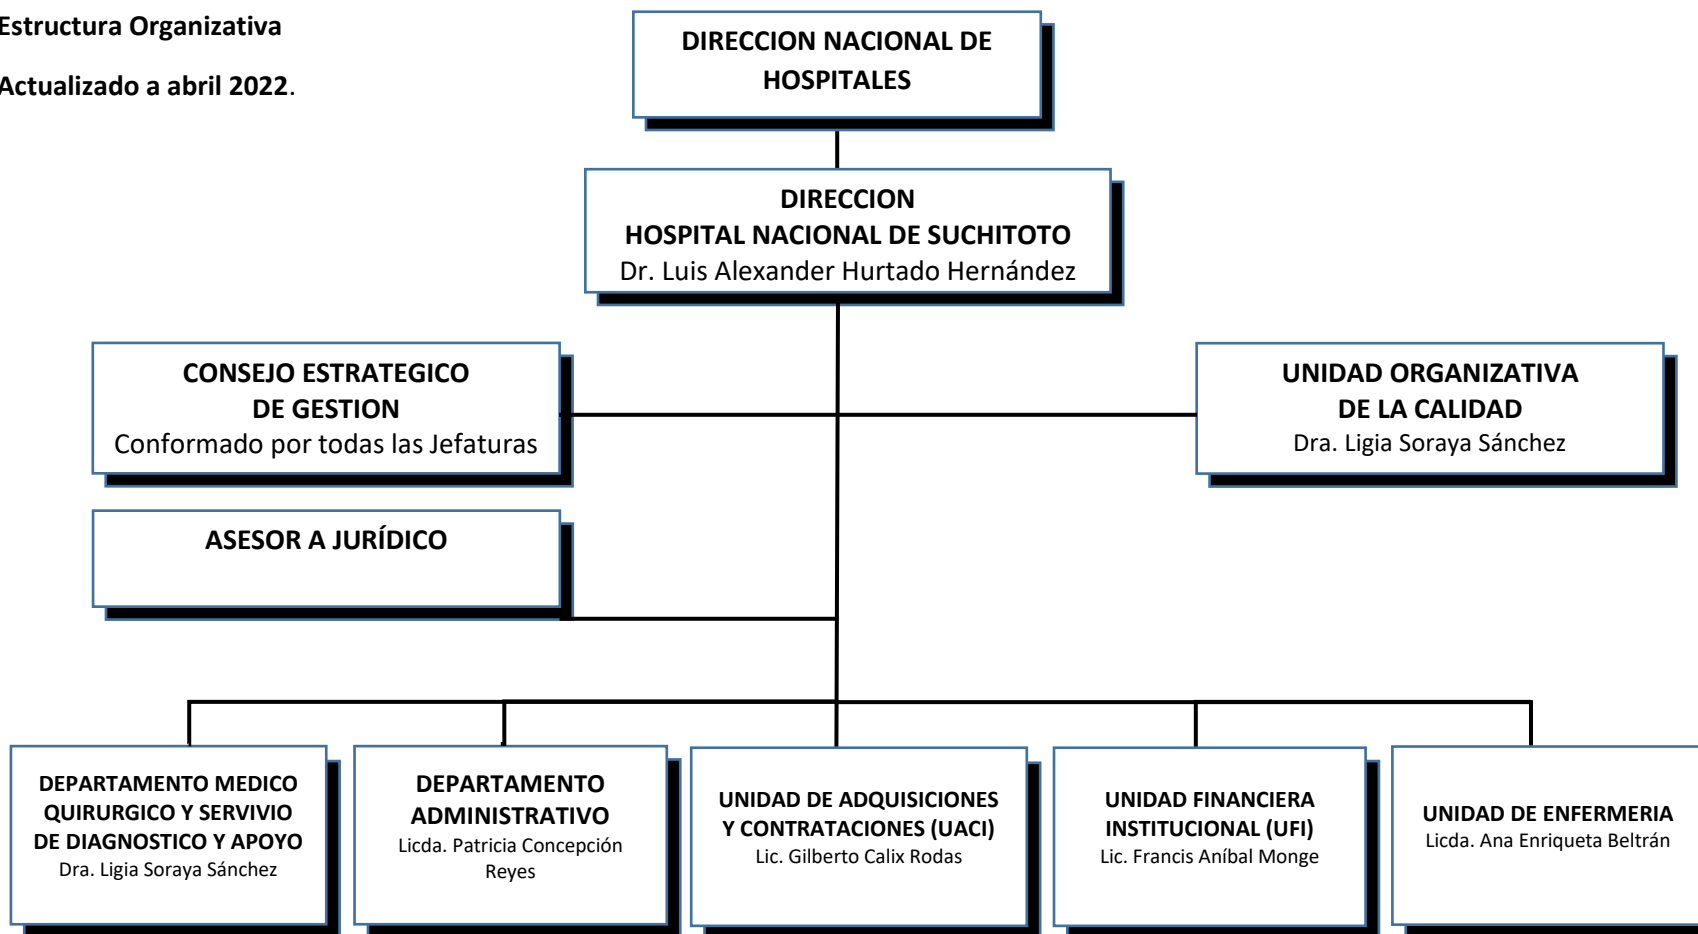 Estructura Organizativa
Actualizado a abril 2022.
DIRECCION NACIONAL DE
HOSPITALES
DIRECCION
HOSPITAL NACIONAL DE SUCHITOTO
Dr. Luis Alexander Hurtado Hernández
CONSEJO ESTRATEGICO
DE GESTION
Conformado por todas las Jefaturas
UNIDAD ORGANIZATIVA
DE LA CALIDAD
Dra. Ligia Soraya Sánchez
ASESOR A JURÍDICO
DEPARTAMENTO MEDICO
QUIRURGICO Y SERVIVIO
DE DIAGNOSTICO Y APOYO
Dra. Ligia Soraya Sánchez
DEPARTAMENTO
ADMINISTRATIVO
Licda. Patricia Concepción
Reyes
UNIDAD DE ADQUISICIONES
Y CONTRATACIONES (UACI)
Lic. Gilberto Calix Rodas
UNIDAD FINANCIERA
INSTITUCIONAL (UFI)
Lic. Francis Aníbal Monge
UNIDAD DE ENFERMERIA
Licda. Ana Enriqueta Beltrán